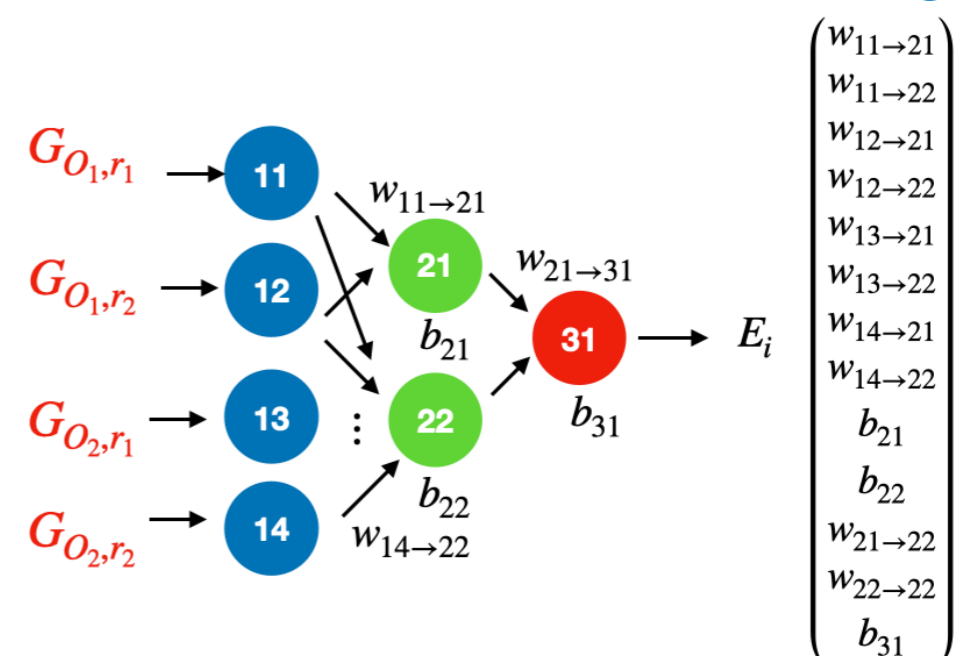 G_{O_1,r_1}
11
w_{11→21}
G_{O_1,r_2}
12
21
b_{21}
w_{21→31}
31
b_{31}
E_i
G_{O_2,r_1}
13
⋮
22
b_{22}
G_{O_2,r_2}
14
w_{14→22}
w_{11→21}
w_{11→22}
w_{12→21}
w_{12→22}
w_{13→21}
w_{13→22}
w_{14→21}
w_{14→22}
b_{21}
b_{22}
w_{21→22}
w_{22→22}
b_{31}